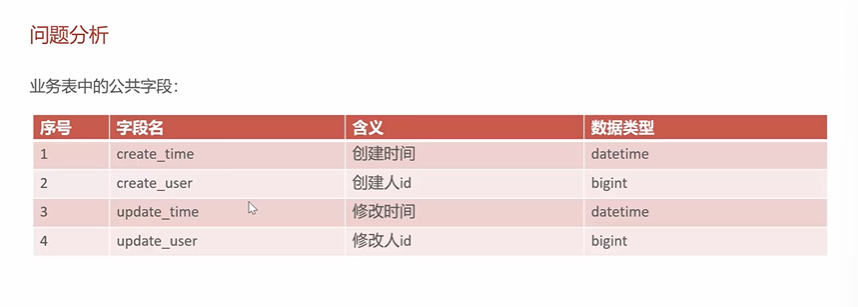 问题分析
业务表中的公共字段：
序号 字段名 含义 数据类型
1 create_time 创建时间 datetime
2 create_user 创建人id bigint
3 update_time 修改时间 datetime
4 update_user 修改人id bigint